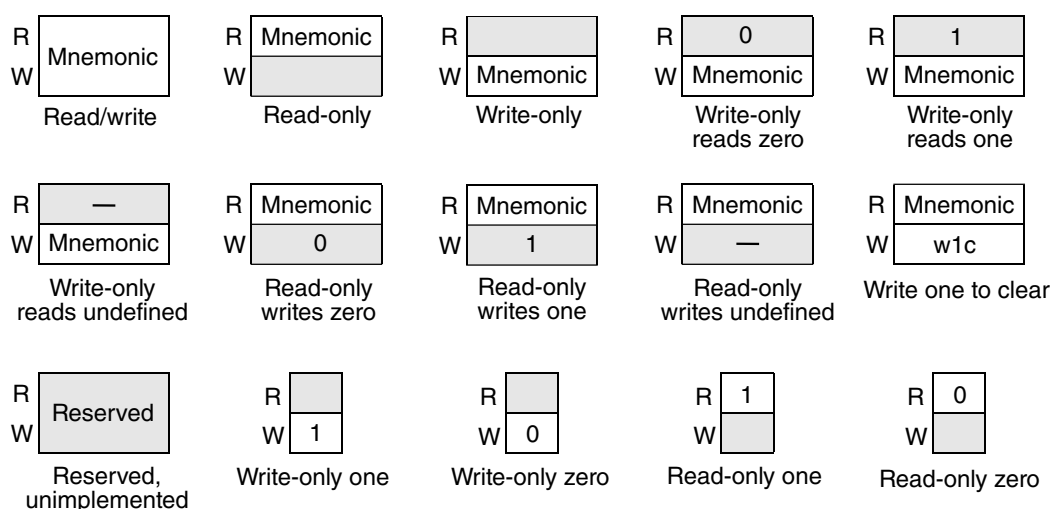 R Mnemonic R Mnemonic R R 0 R 1
W W W Mnemonic W Mnemonic W Mnemonic
Read/write Read-only Write-only Write-only Write-only
reads zero reads one
R — R Mnemonic R Mnemonic R Mnemonic R Mnemonic
W Mnemonic W 0 W 1 W — W w1c
Write-only Read-only Read-only Read-only Write one to clear
reads undefined writes zero writes one writes undefined
R Reserved R R R 1 R 0
W W 1 W 0 W W
Reserved, Write-only one Write-only zero Read-only one Read-only zero
unimplemented